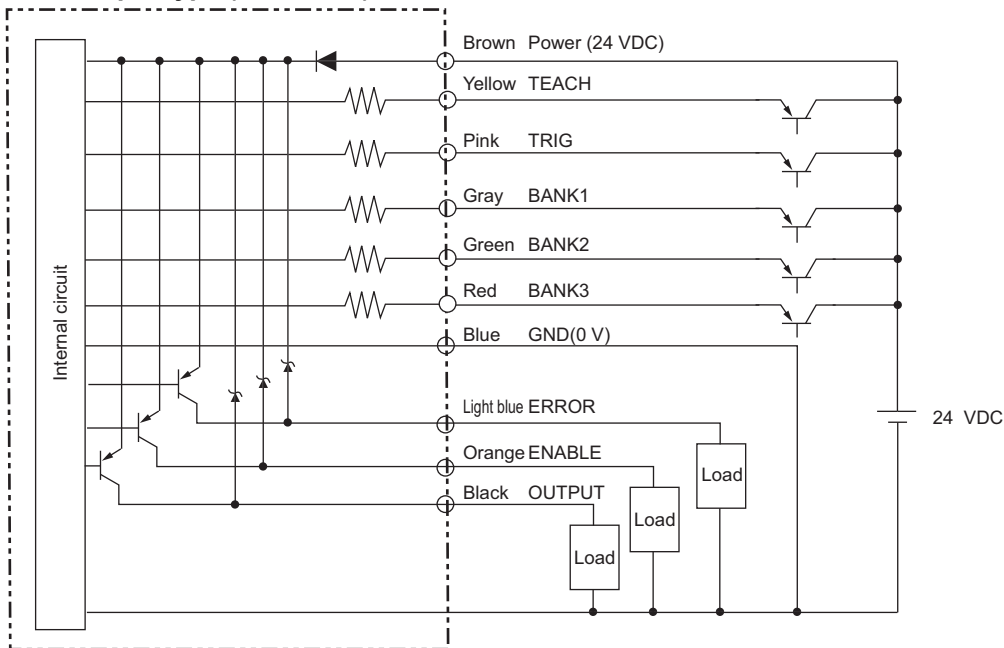 Brown Power (24 VDC)
Yellow TEACH
Pink TRIG
Gray BANK1
Green BANK2
Red BANK3
Blue GND(0 V)
Internal circuit
Light blue ERROR
24 VDC
Orange ENABLE
Load
Black OUTPUT
Load
Load